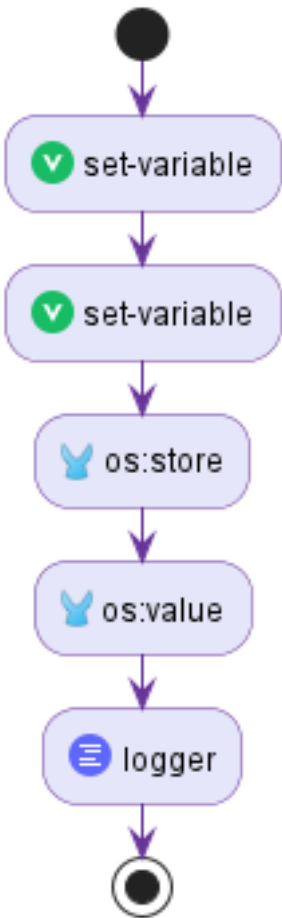 set-variable
set-variable
os:store
os:value
logger